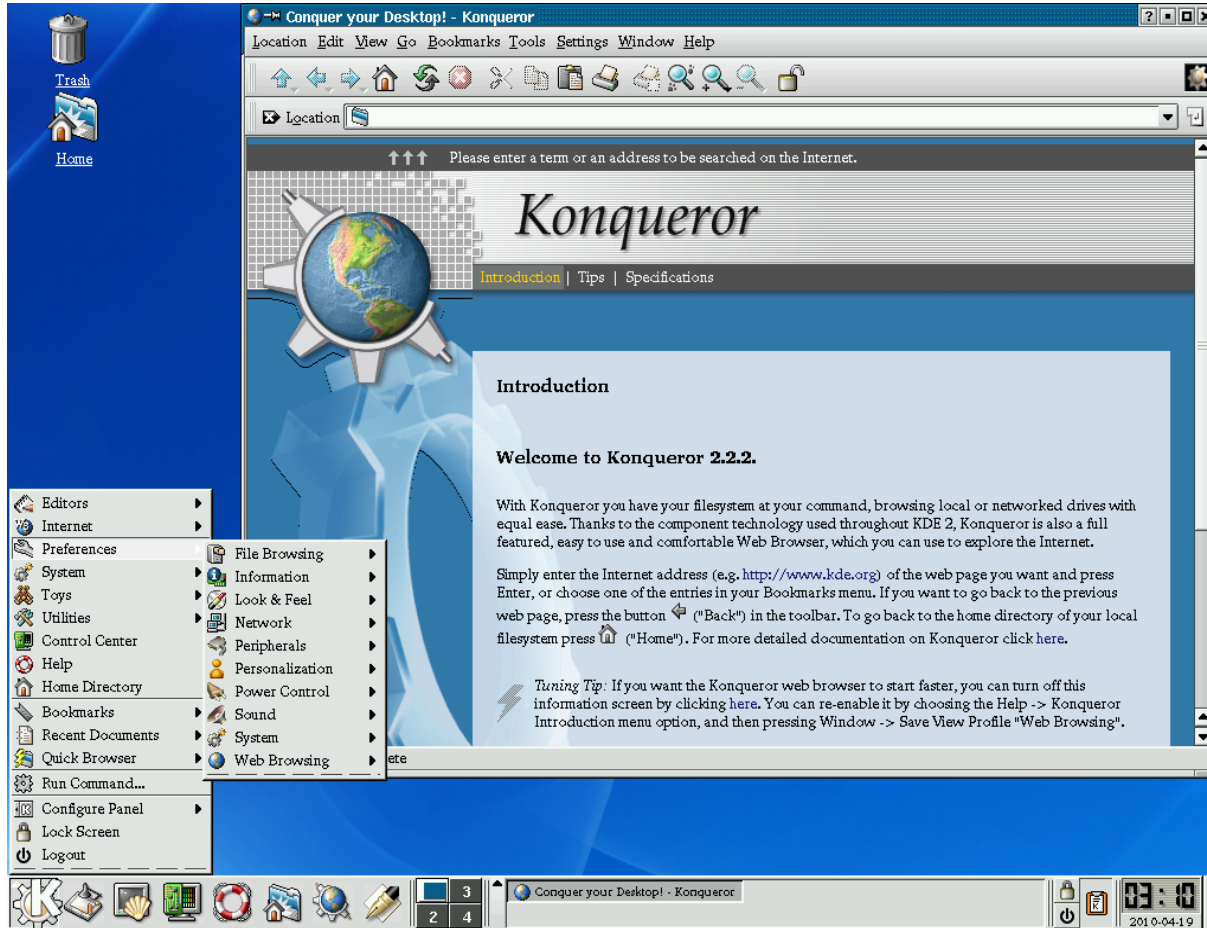 Trash
Home
Conquer your Desktop! - Konqueror
Location Edit View Go Bookmarks Tools Settings Window Help
Location
Please enter a term or an address to be searched on the Internet.
Konqueror
Introduction | Tips | Specifications
Introduction
Welcome to Konqueror 2.2.2.
With Konqueror you have your filesystem at your command, browsing local or networked drives with
equal ease. Thanks to the component technology used throughout KDE 2, Konqueror is also a full
featured, easy to use and comfortable Web Browser, which you can use to explore the Internet.
Simply enter the Internet address (e.g. http://www.kde.org) of the web page you want and press
Enter, or choose one of the entries in your Bookmarks menu. If you want to go back to the previous
web page, press the button ("Back") in the toolbar. To go back to the home directory of your local
filesystem press ("Home"). For more detailed documentation on Konqueror click here.
Tuning Tip: If you want the Konqueror web browser to start faster, you can turn off this
information screen by clicking here. You can re-enable it by choosing the Help -> Konqueror
Introduction menu option, and then pressing Window -> Save View Profile "Web Browsing".
ete
Editors
Internet
Preferences
System
Toys
Utilities
Control Center
Help
Home Directory
Bookmarks
Recent Documents
Quick Browser
Run Command...
Configure Panel
Lock Screen
Logout
File Browsing
Information
Look & Feel
Network
Peripherals
Personalization
Power Control
Sound
System
Web Browsing
3
2 4
Conquer your Desktop! - Konqueror
03:10
2010-04-19